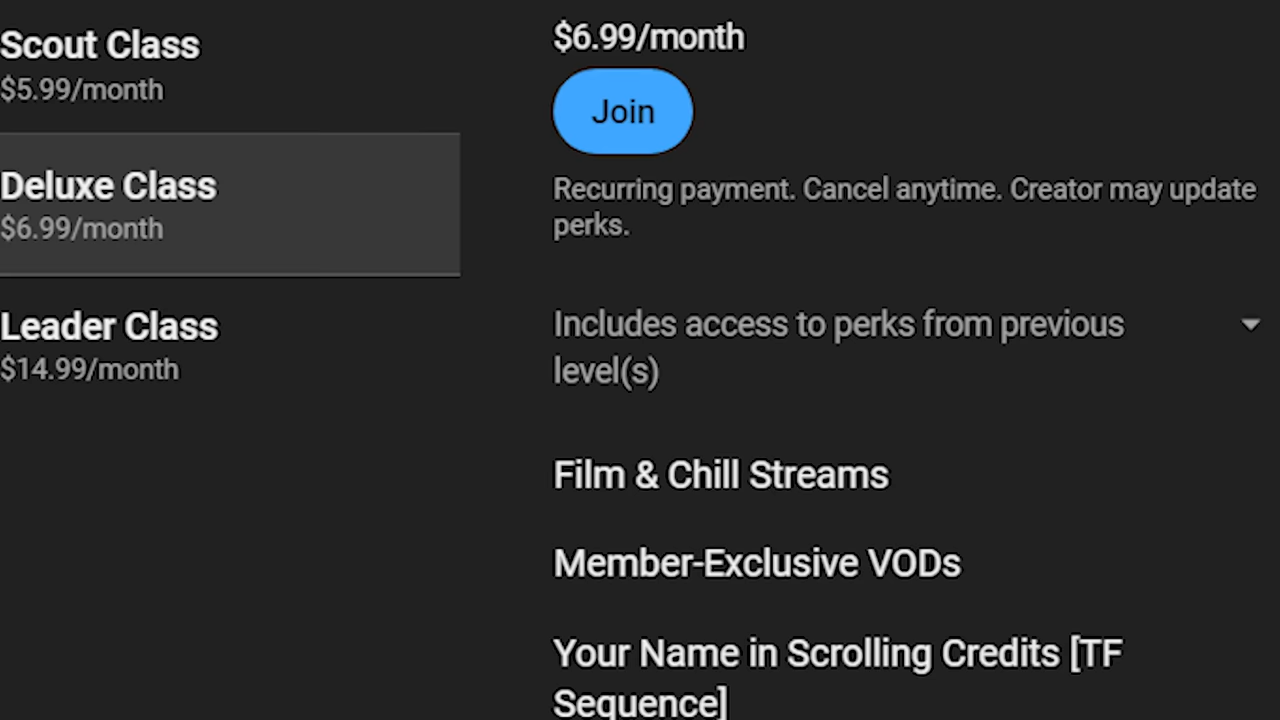 Scout Class
$5.99/month
Deluxe Class
$6.99/month
Leader Class
$14.99/month
$6.99/month
Join
Recurring payment. Cancel anytime. Creator may update
perks.
Includes access to perks from previous
level(s)
Film & Chill Streams
Member-Exclusive VODs
Your Name in Scrolling Credits [TF
Sequence]